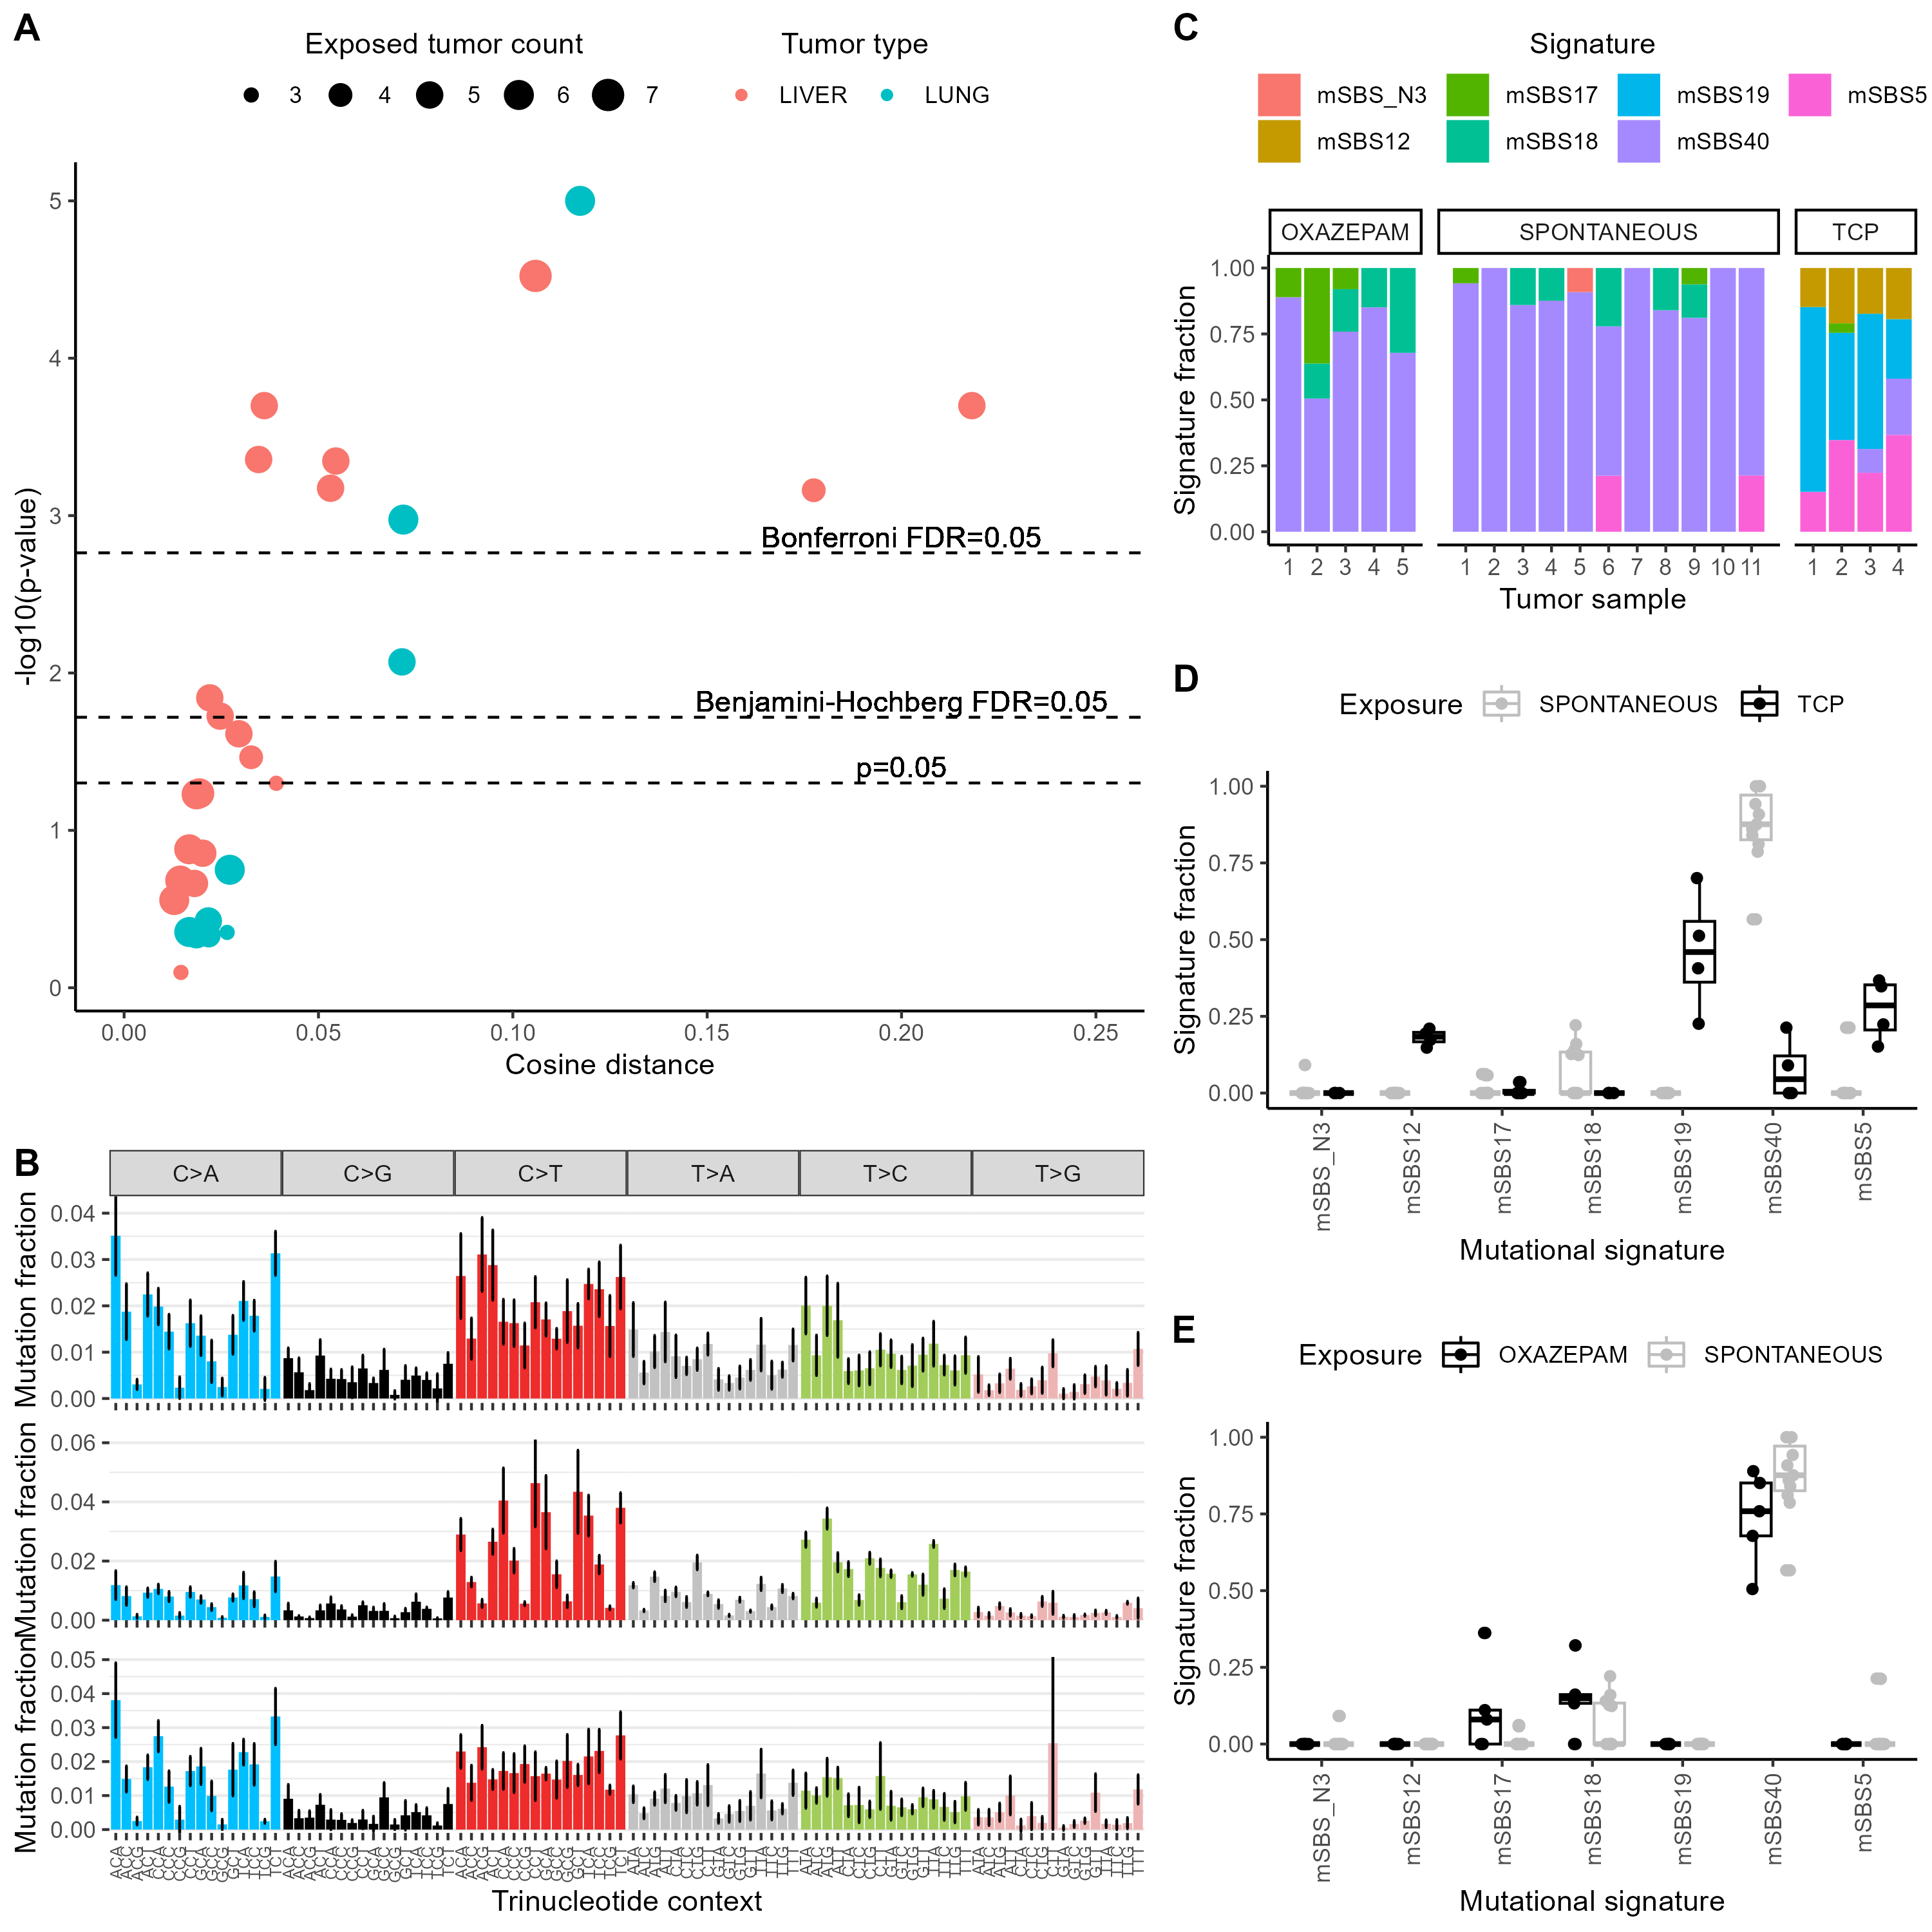 A
Exposed tumor count
3 4 5 6 7
Tumor type
LIVER LUNG
-log10(p-value)
5
4
3
2
1
0
Bonferroni FDR=0.05
Benjamini-Hochberg FDR=0.05
p=0.05
0.00 0.05 0.10 0.15 0.20 0.25
Cosine distance
B
C>A C>G C>T T>A T>C T>G
Mutation fraction
0.04
0.03
0.02
0.01
0.00
Mutation fraction
0.06
0.04
0.02
0.00
Mutation fraction
0.05
0.04
0.03
0.02
0.01
0.00
Trinucleotide context
C
Signature
mSBS_N3 mSBS17 mSBS19 mSBS5
mSBS12 mSBS18 mSBS40
OXAZEPAM SPONTANEOUS TCP
Signature fraction
1.00
0.75
0.50
0.25
0.00
1 2 3 4 5 1 2 3 4 5 6 7 8 9 10 11 1 2 3 4
Tumor sample
D
Exposure SPONTANEOUS TCP
Signature fraction
1.00
0.75
0.50
0.25
0.00
mSBS_N3 mSBS12 mSBS17 mSBS18 mSBS19 mSBS40 mSBS5
Mutational signature
E
Exposure OXAZEPAM SPONTANEOUS
Signature fraction
1.00
0.75
0.50
0.25
0.00
mSBS_N3 mSBS12 mSBS17 mSBS18 mSBS19 mSBS40 mSBS5
Mutational signature